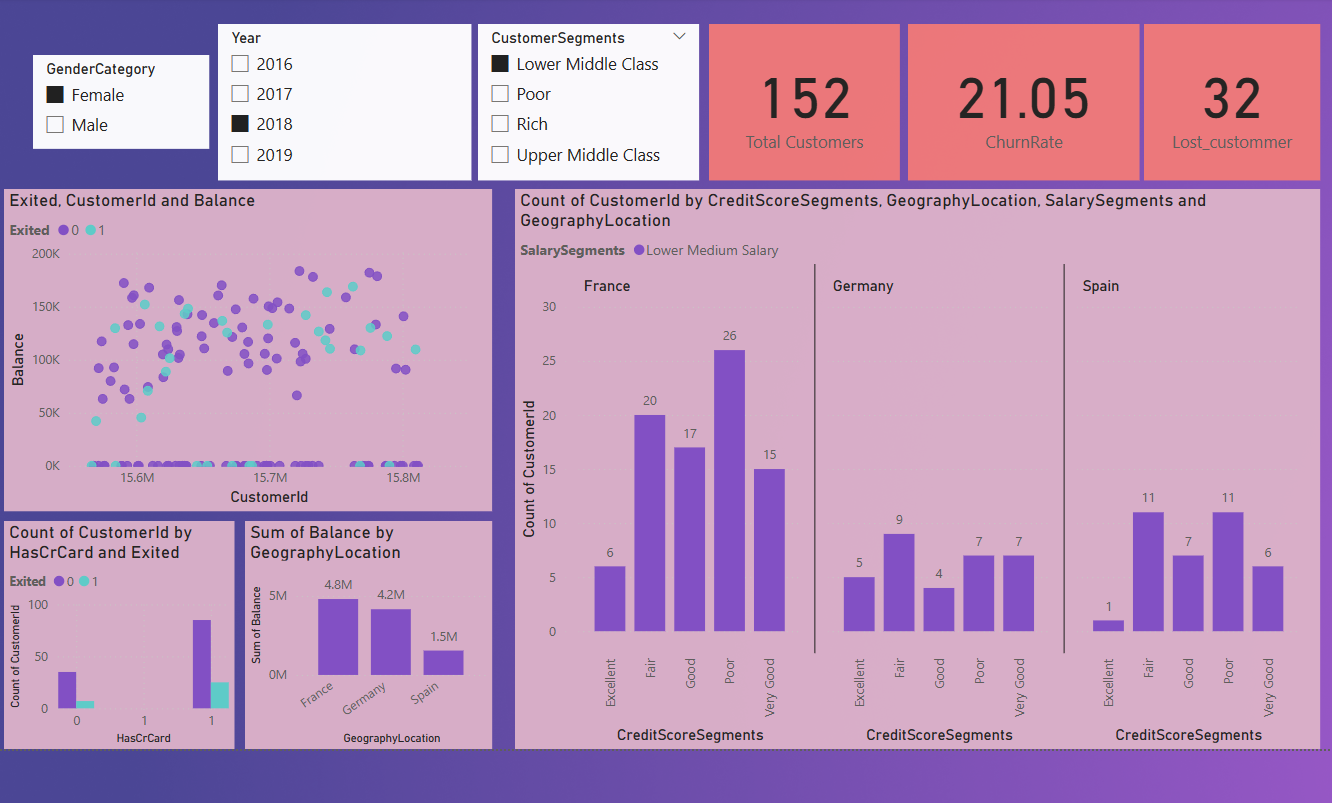 GenderCategory
Female
Male
Year
2016
2017
2018
2019
CustomerSegments
Lower Middle Class
Poor
Rich
Upper Middle Class
152
Total Customers
21.05
ChurnRate
32
Lost_custommer
Exited, CustomerId and Balance
Exited 0 1
200K
150K
100K
50K
0K
Balance
15.6M 15.7M 15.8M
CustomerId
Count of CustomerId by
HasCrCard and Exited
Exited 0 1
100
50
0
Count of CustomerId
0 1 1
HasCrCard
Sum of Balance by
GeographyLocation
Sum of Balance
5M
0M
4.8M
4.2M
1.5M
France
Germany
Spain
GeographyLocation
Count of CustomerId by CreditScoreSegments, GeographyLocation, SalarySegments and
GeographyLocation
SalarySegments Lower Medium Salary
Count of CustomerId
30
25
20
15
10
5
0
France
6
20
17
26
15
Excellent
Fair
Good
Poor
Very Good
CreditScoreSegments
Germany
5
9
4
7
7
Excellent
Fair
Good
Poor
Very Good
CreditScoreSegments
Spain
1
11
7
11
6
Excellent
Fair
Good
Poor
Very Good
CreditScoreSegments